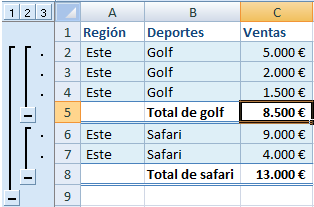 1 2 3 A B C
1 Región Deportes Ventas
2 Este Golf 5.000 €
3 Este Golf 2.000 €
4 Este Golf 1.500 €
5 Total de golf 8.500 €
6 Este Safari 9.000 €
7 Este Safari 4.000 €
8 Total de safari 13.000 €
9